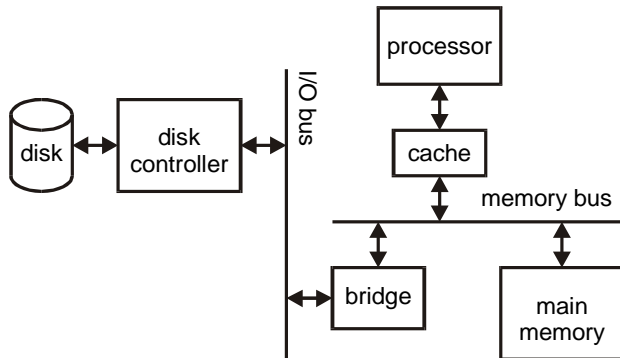 processor
I/O bus
disk
disk
controller
cache
memory bus
bridge
main
memory